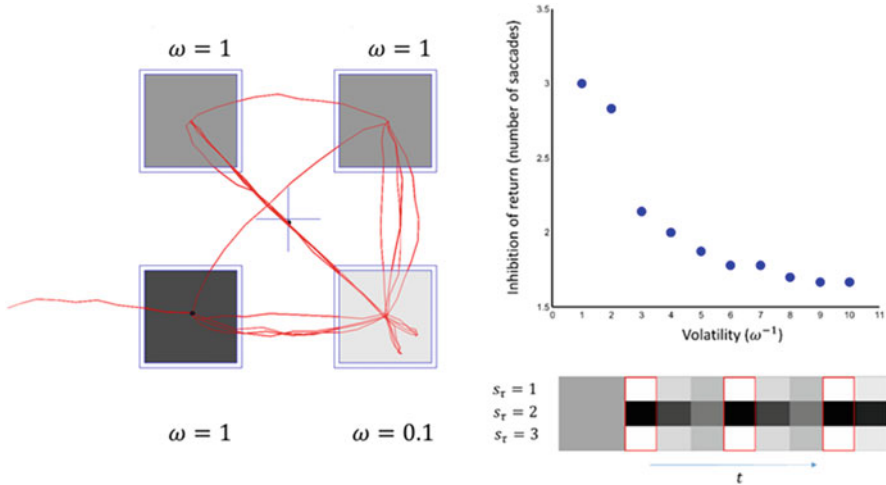 ω = 1
ω = 1
ω = 1
ω = 0.1
Inhibition of return (number of saccades)
3.5
3
2.5
2
1.5
0 1 2 3 4 5 6 7 8 9 10 11
Volatility (ω⁻¹)
sτ = 1
sτ = 2
sτ = 3
t